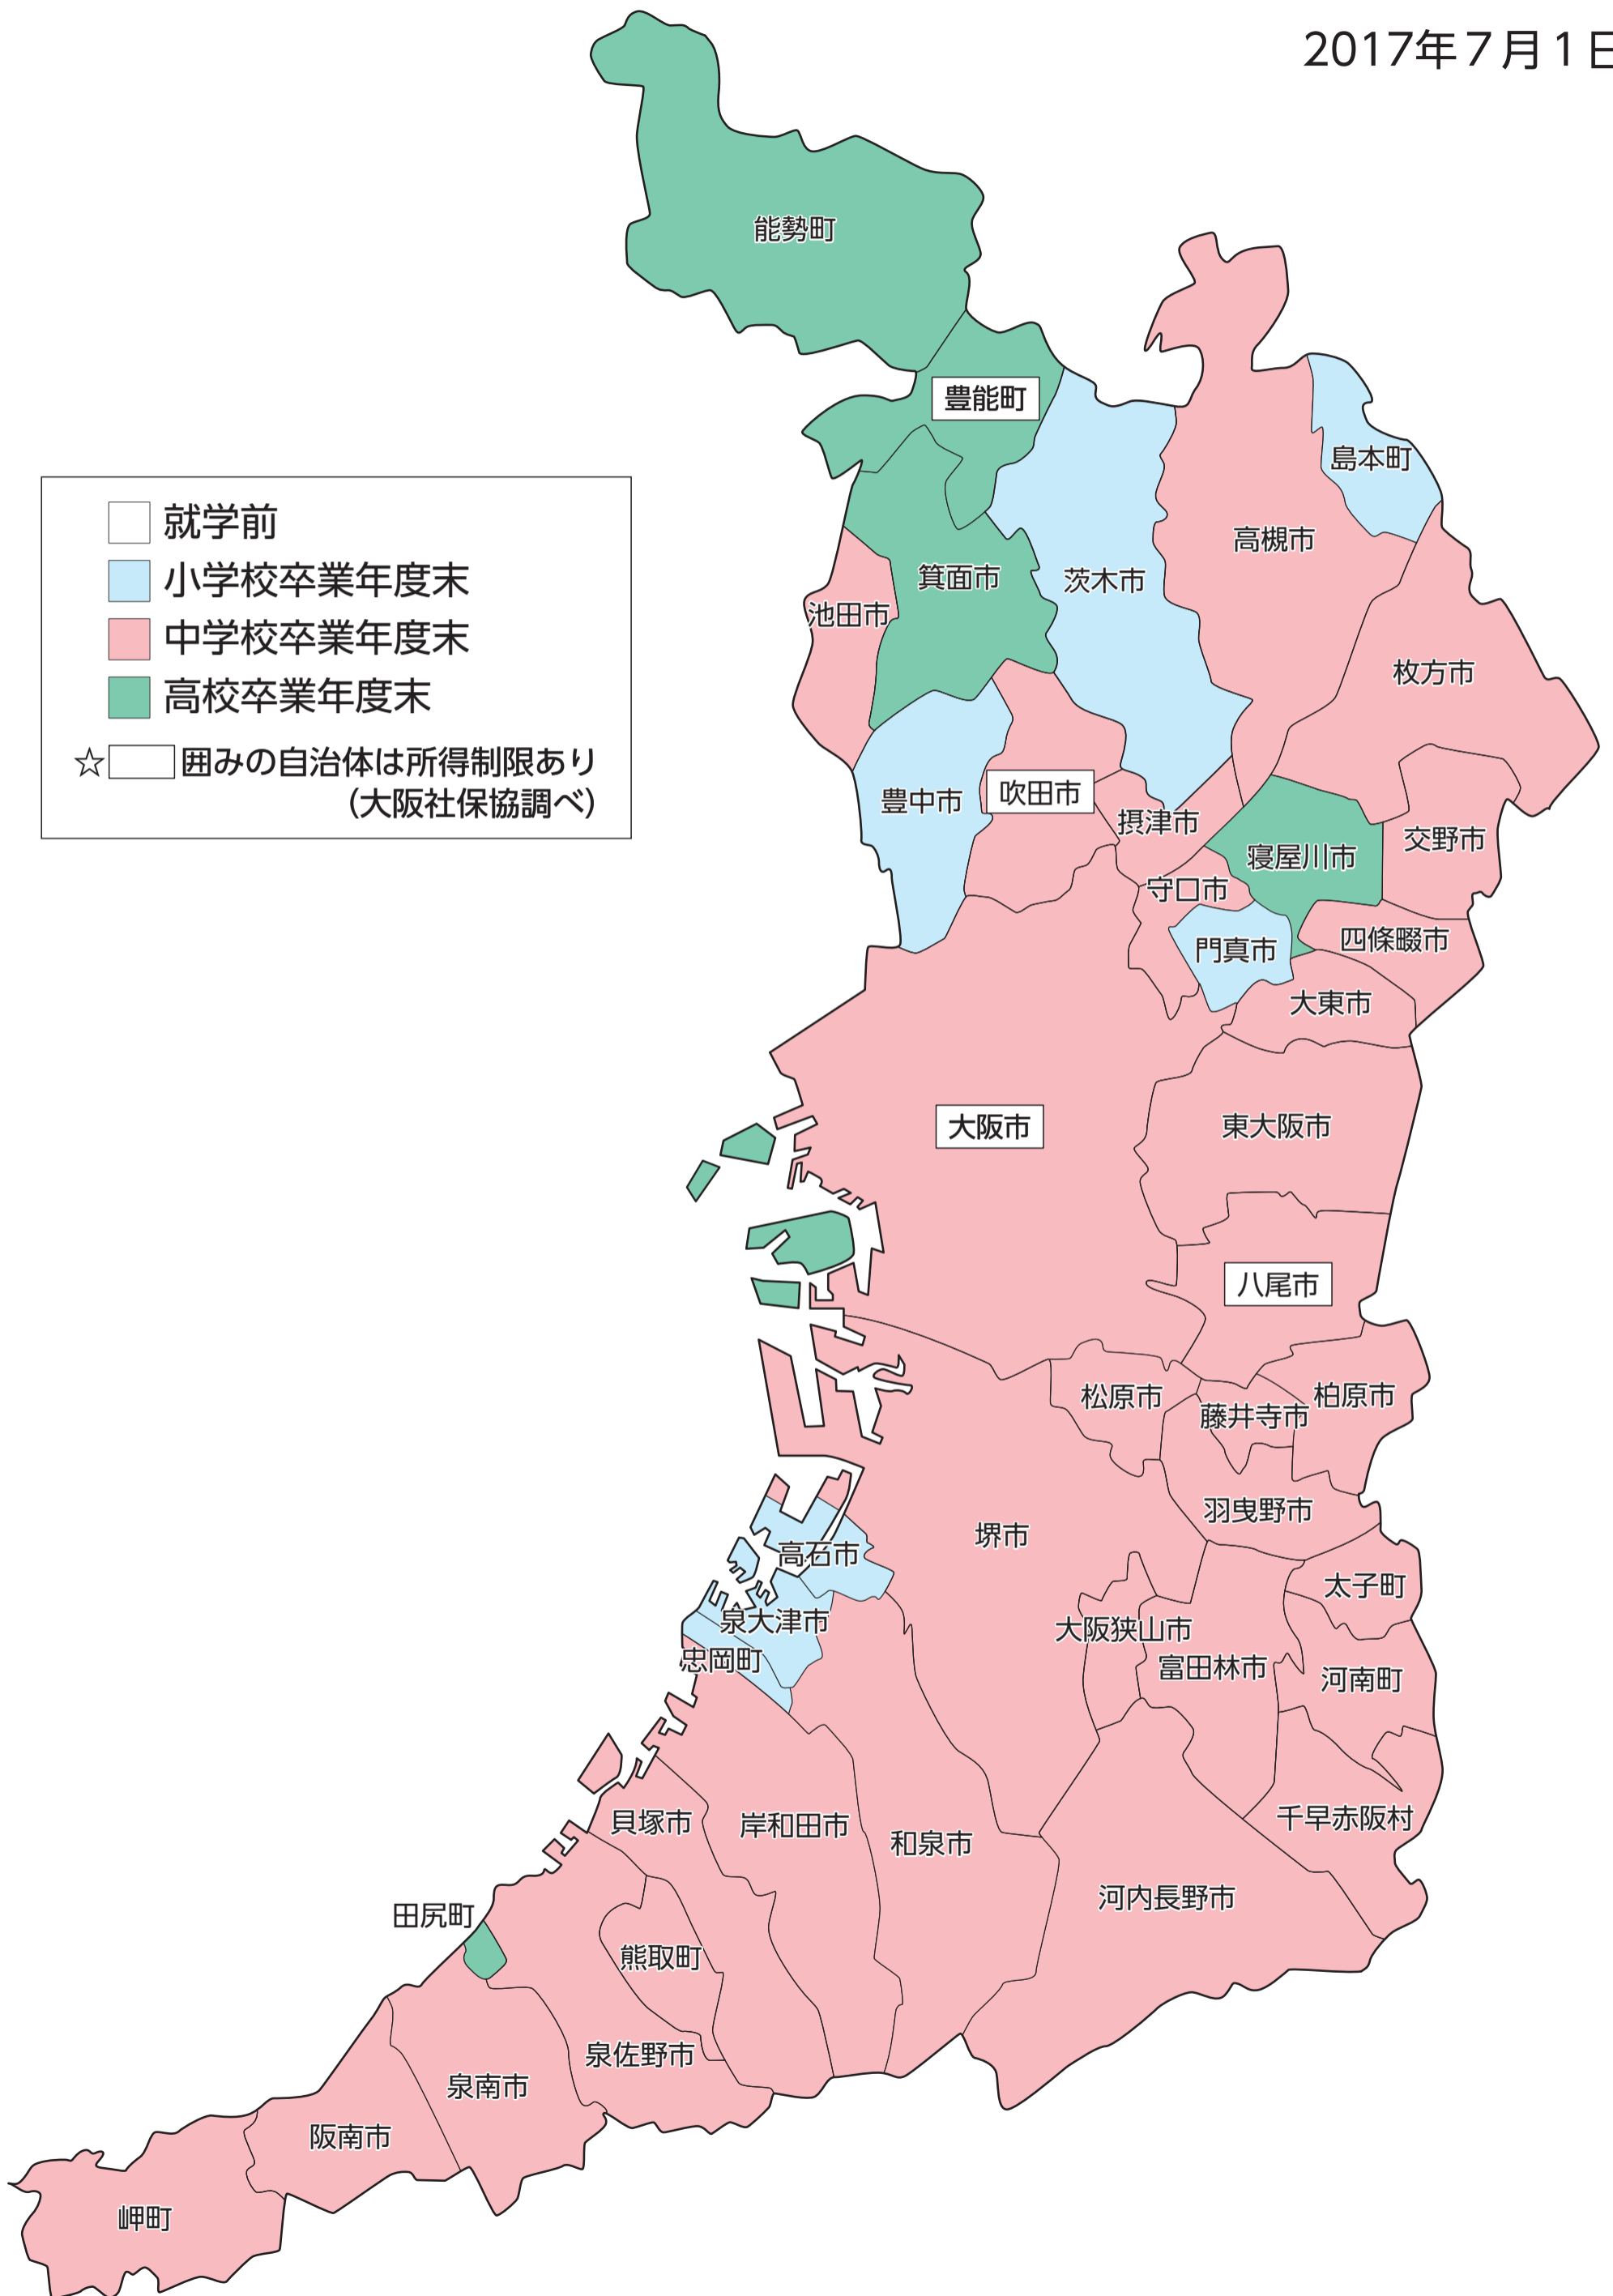 2017年7月1日
能勢町
豊能町
島本町
高槻市
箕面市
茨木市
池田市
枚方市
就学前
小学校卒業年度末
中学校卒業年度末
高校卒業年度末
☆ 囲みの自治体は所得制限あり
(大阪社保協調べ)
豊中市
吹田市
摂津市
寝屋川市
交野市
守口市
門真市
四條畷市
大東市
大阪市
東大阪市
八尾市
松原市
藤井寺市
柏原市
堺市
羽曳野市
高石市
太子町
泉大津市
大阪狭山市
忠岡町
富田林市
河南町
貝塚市
岸和田市
和泉市
千早赤阪村
河内長野市
田尻町
熊取町
泉佐野市
泉南市
阪南市
岬町